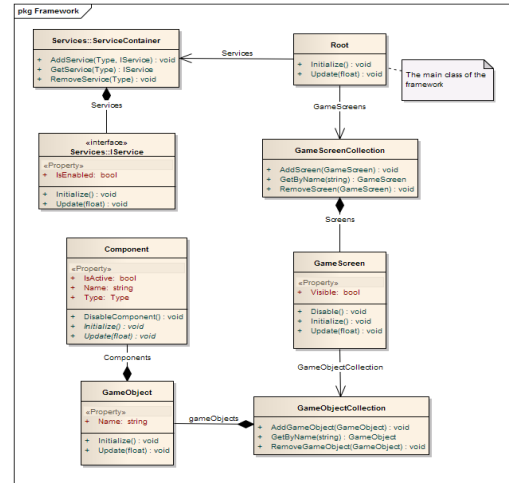 pkg Framework
Services::ServiceContainer
+ AddService(Type, IService) : void
+ GetService(Type) : IService
+ RemoveService(Type) : void
Services
Root
+ Initialize() : void
+ Update(float) : void
The main class of the
framework
Services
GameScreens
«interface»
Services::IService
«Property»
+ IsEnabled: bool
+ Initialize() : void
+ Update(float) : void
GameScreenCollection
+ AddScreen(GameScreen) : void
+ GetByName(string) : GameScreen
+ RemoveScreen(GameScreen) : void
Screens
Component
«Property»
+ IsActive: bool
+ Name: string
+ Type: Type
+ DisableComponent() : void
+ Initialize() : void
+ Update(float) : void
GameScreen
«Property»
+ Visible: bool
+ Disable() : void
+ Initialize() : void
+ Update(float) : void
Components
GameObjectCollection
GameObject
«Property»
+ Name: string
+ Initialize() : void
+ Update(float) : void
gameObjects
GameObjectCollection
+ AddGameObject(GameObject) : void
+ GetByName(string) : GameObject
+ RemoveGameObject(GameObject) : void